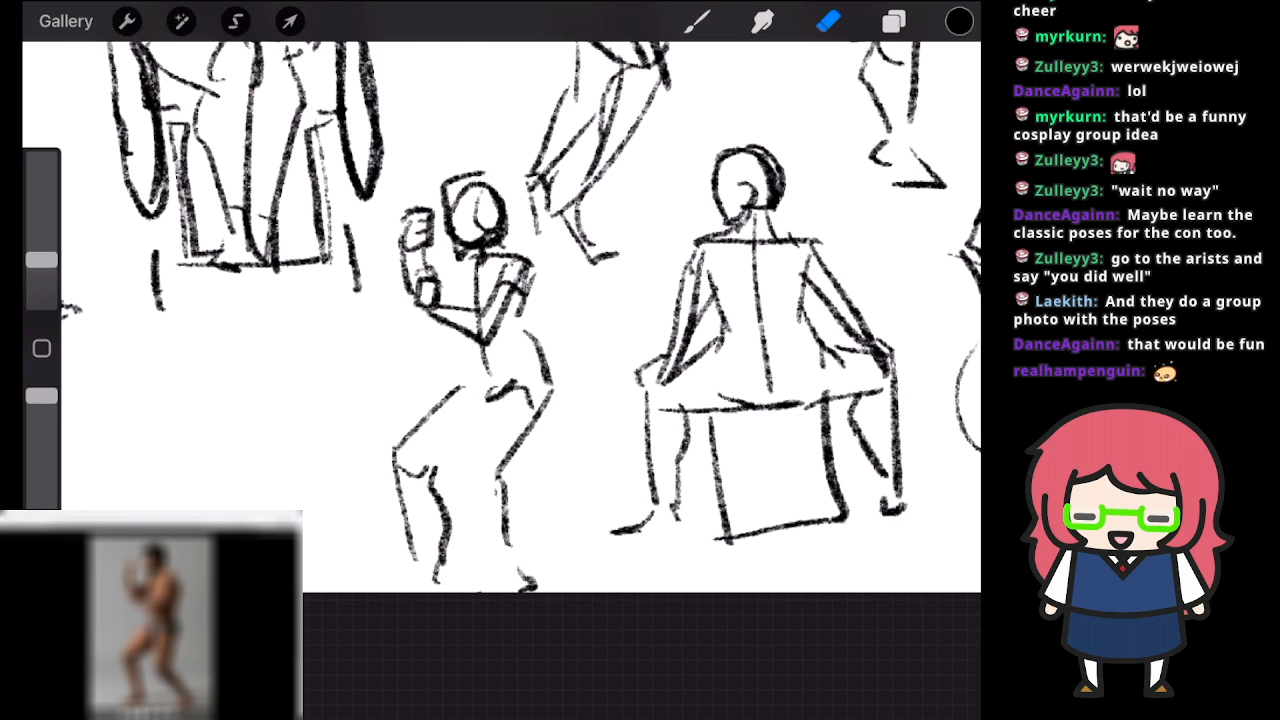 Gallery
cheer
myrkurn:
Zulleyy3: werwekjweiowej
DanceAgainn: lol
myrkurn: that'd be a funny
cosplay group idea
Zulleyy3:
Zulleyy3: "wait no way"
DanceAgainn: Maybe learn the
classic poses for the con too.
Zulleyy3: go to the arists and
say "you did well"
Laekith: And they do a group
photo with the poses
DanceAgainn: that would be fun
realhampenguin: